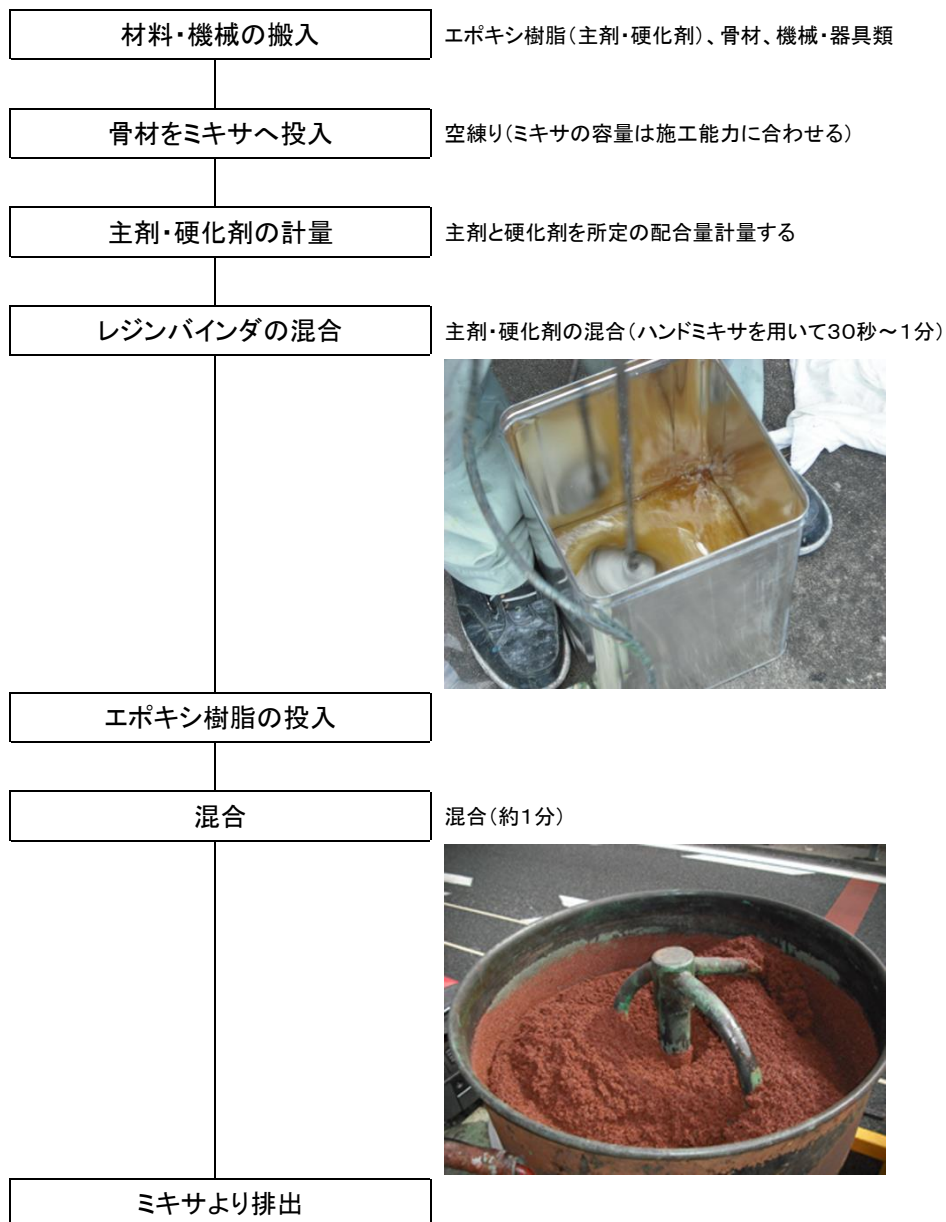 材料・機械の搬入
エポキシ樹脂(主剤・硬化剤)、骨材、機械・器具類
骨材をミキサへ投入
空練り(ミキサの容量は施工能力に合わせる)
主剤・硬化剤の計量
主剤と硬化剤を所定の配合量計量する
レジンバインダの混合
主剤・硬化剤の混合(ハンドミキサを用いて30秒~1分)
エポキシ樹脂の投入
混合
混合(約1分)
ミキサより排出